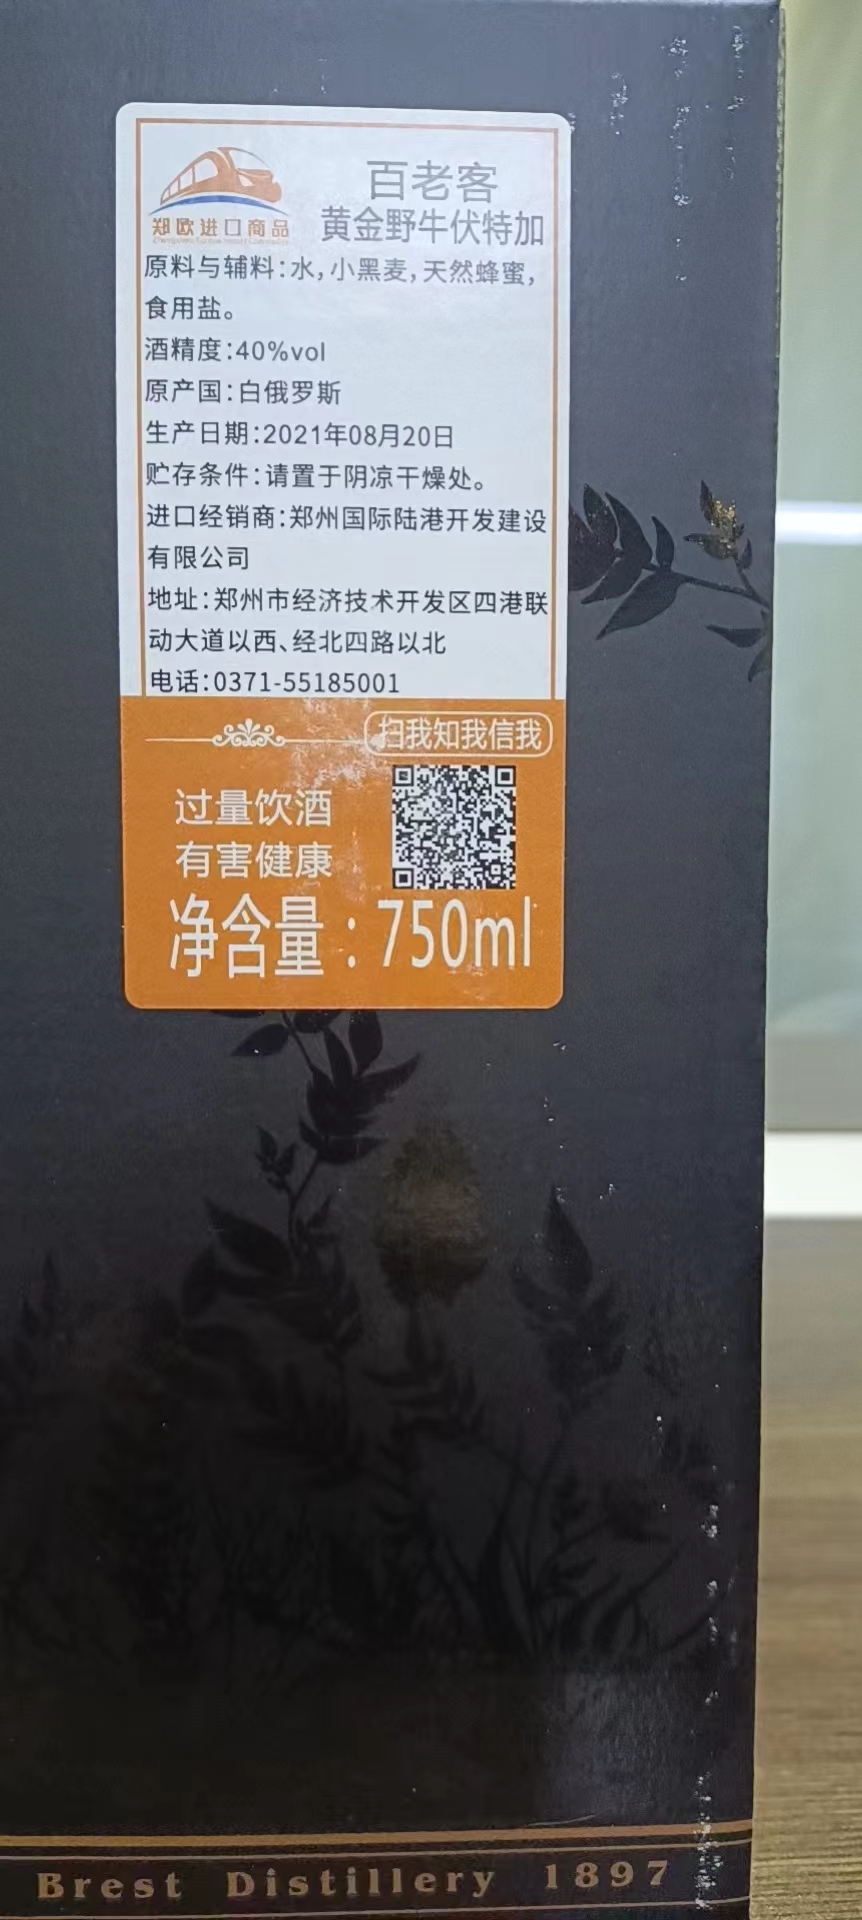 郑欧进口商品
百老客
黄金野牛伏特加
原料与辅料:水,小黑麦,天然蜂蜜,
食用盐。
酒精度:40%vol
原产国:白俄罗斯
生产日期:2021年08月20日
贮存条件:请置于阴凉干燥处。
进口经销商:郑州国际陆港开发建设
有限公司
地址:郑州市经济技术开发区四港联
动大道以西、经北四路以北
电话:0371-55185001
扫我知我信我
过量饮酒
有害健康
净含量:750ml
Brest Distillery 1897